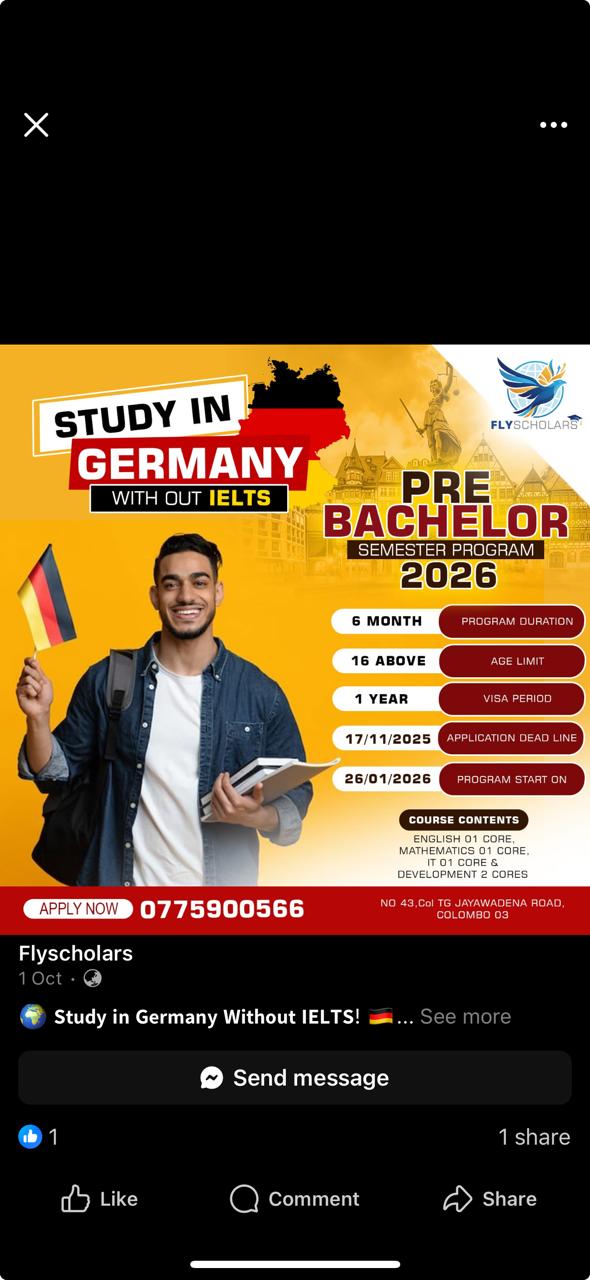 STUDY IN
GERMANY
WITH OUT IELTS
FLYSCHOLARS
PRE
BACHELOR
SEMESTER PROGRAM
2026
6 MONTH PROGRAM DURATION
16 ABOVE AGE LIMIT
1 YEAR VISA PERIOD
17/11/2025 APPLICATION DEAD LINE
26/01/2026 PROGRAM START ON
COURSE CONTENTS
ENGLISH 01 CORE,
MATHEMATICS 01 CORE,
IT 01 CORE &
DEVELOPMENT 2 CORES
APPLY NOW 0775900566
NO 43,Col TG JAYAWADENA ROAD,
COLOMBO 03
Flyscholars
1 Oct ·
🌍 Study in Germany Without IELTS! 🇩🇪... See more
Send message
1
1 share
Like
Comment
Share